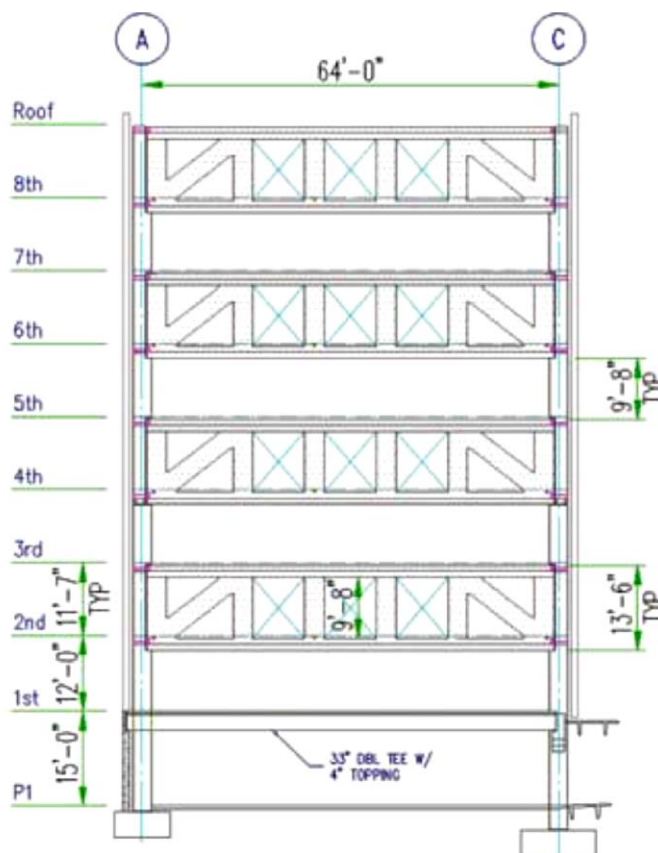 A
C
64'-0"
Roof
8th
7th
6th
5th
9'-8"
TYP
4th
3rd
11'-7"
TYP
9'-8"
13'-6"
TYP
2nd
12'-0"
1st
15'-0"
33" DBL TEE W/
4" TOPPING
P1